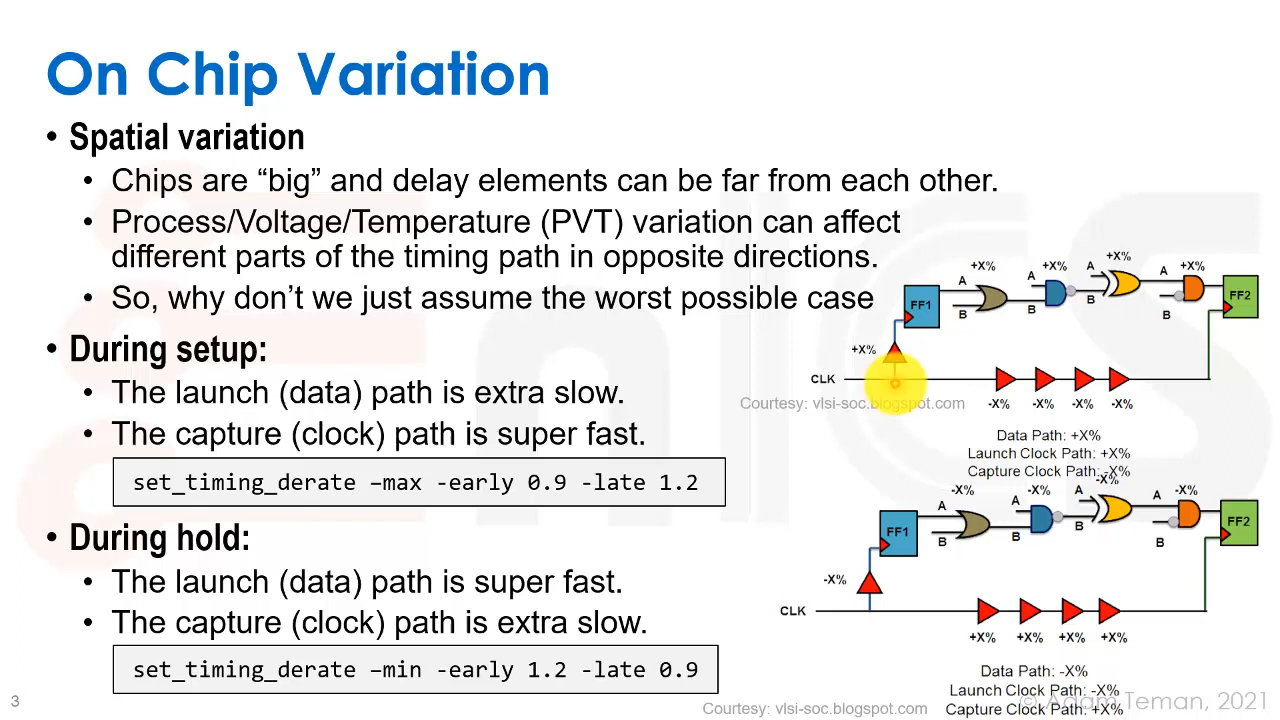 On Chip Variation
• Spatial variation
• Chips are “big” and delay elements can be far from each other.
• Process/Voltage/Temperature (PVT) variation can affect
different parts of the timing path in opposite directions.
• So, why don’t we just assume the worst possible case
• During setup:
• The launch (data) path is extra slow.
• The capture (clock) path is super fast.
set_timing_derate –max -early 0.9 -late 1.2
• During hold:
• The launch (data) path is super fast.
• The capture (clock) path is extra slow.
set_timing_derate –min -early 1.2 -late 0.9
+X% +X% +X% +X%
A A A A
FF1 FF2
B B B B
+X%
CLK
-X% -X% -X% -X%
Courtesy: vlsi-soc.blogspot.com
Data Path: +X%
Launch Clock Path: +X%
Capture Clock Path: -X%
-X% -X% -X% -X%
A A A A
FF1 FF2
B B B B
-X%
CLK
+X% +X% +X% +X%
Data Path: -X%
Launch Clock Path: -X%
Capture Clock Path: +X%
Courtesy: vlsi-soc.blogspot.com
© Adam Teman, 2021
3
EnICS